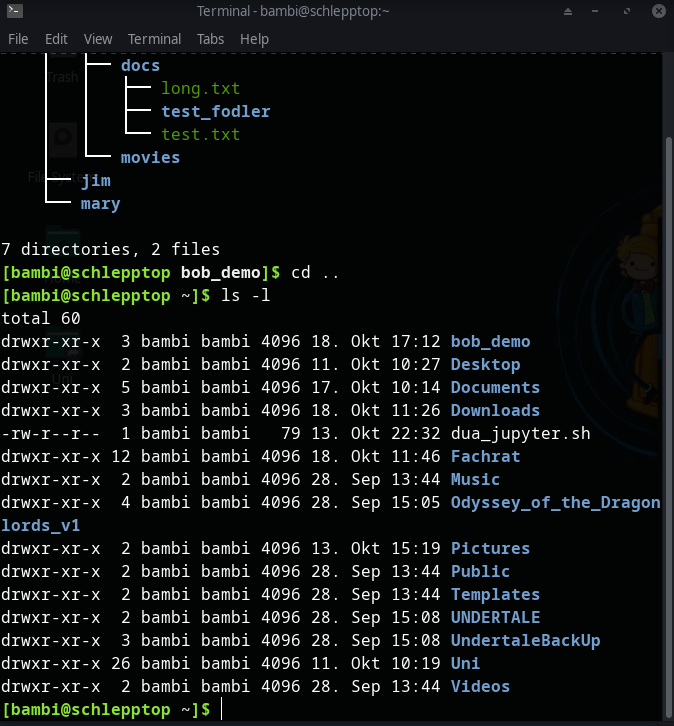 Terminal - bambi@schlepptop:~
File Edit View Terminal Tabs Help
Trash
docs
long.txt
test_fodler
test.txt
movies
jim
mary
7 directories, 2 files
[bambi@schlepptop bob_demo]$ cd ..
[bambi@schlepptop ~]$ ls -l
total 60
drwxr-xr-x  3 bambi bambi 4096 18. Okt 17:12 bob_demo
drwxr-xr-x  2 bambi bambi 4096 11. Okt 10:27 Desktop
drwxr-xr-x  5 bambi bambi 4096 17. Okt 10:14 Documents
drwxr-xr-x  3 bambi bambi 4096 18. Okt 11:26 Downloads
-rw-r--r--  1 bambi bambi   79 13. Okt 22:32 dua_jupyter.sh
drwxr-xr-x 12 bambi bambi 4096 18. Okt 11:46 Fachrat
drwxr-xr-x  2 bambi bambi 4096 28. Sep 13:44 Music
drwxr-xr-x  4 bambi bambi 4096 28. Sep 15:05 Odyssey_of_the_Dragon
lords_v1
drwxr-xr-x  2 bambi bambi 4096 13. Okt 15:19 Pictures
drwxr-xr-x  2 bambi bambi 4096 28. Sep 13:44 Public
drwxr-xr-x  2 bambi bambi 4096 28. Sep 13:44 Templates
drwxr-xr-x  2 bambi bambi 4096 28. Sep 15:08 UNDERTALE
drwxr-xr-x  3 bambi bambi 4096 28. Sep 15:08 UndertaleBackUp
drwxr-xr-x 26 bambi bambi 4096 11. Okt 10:19 Uni
drwxr-xr-x  2 bambi bambi 4096 28. Sep 13:44 Videos
[bambi@schlepptop ~]$